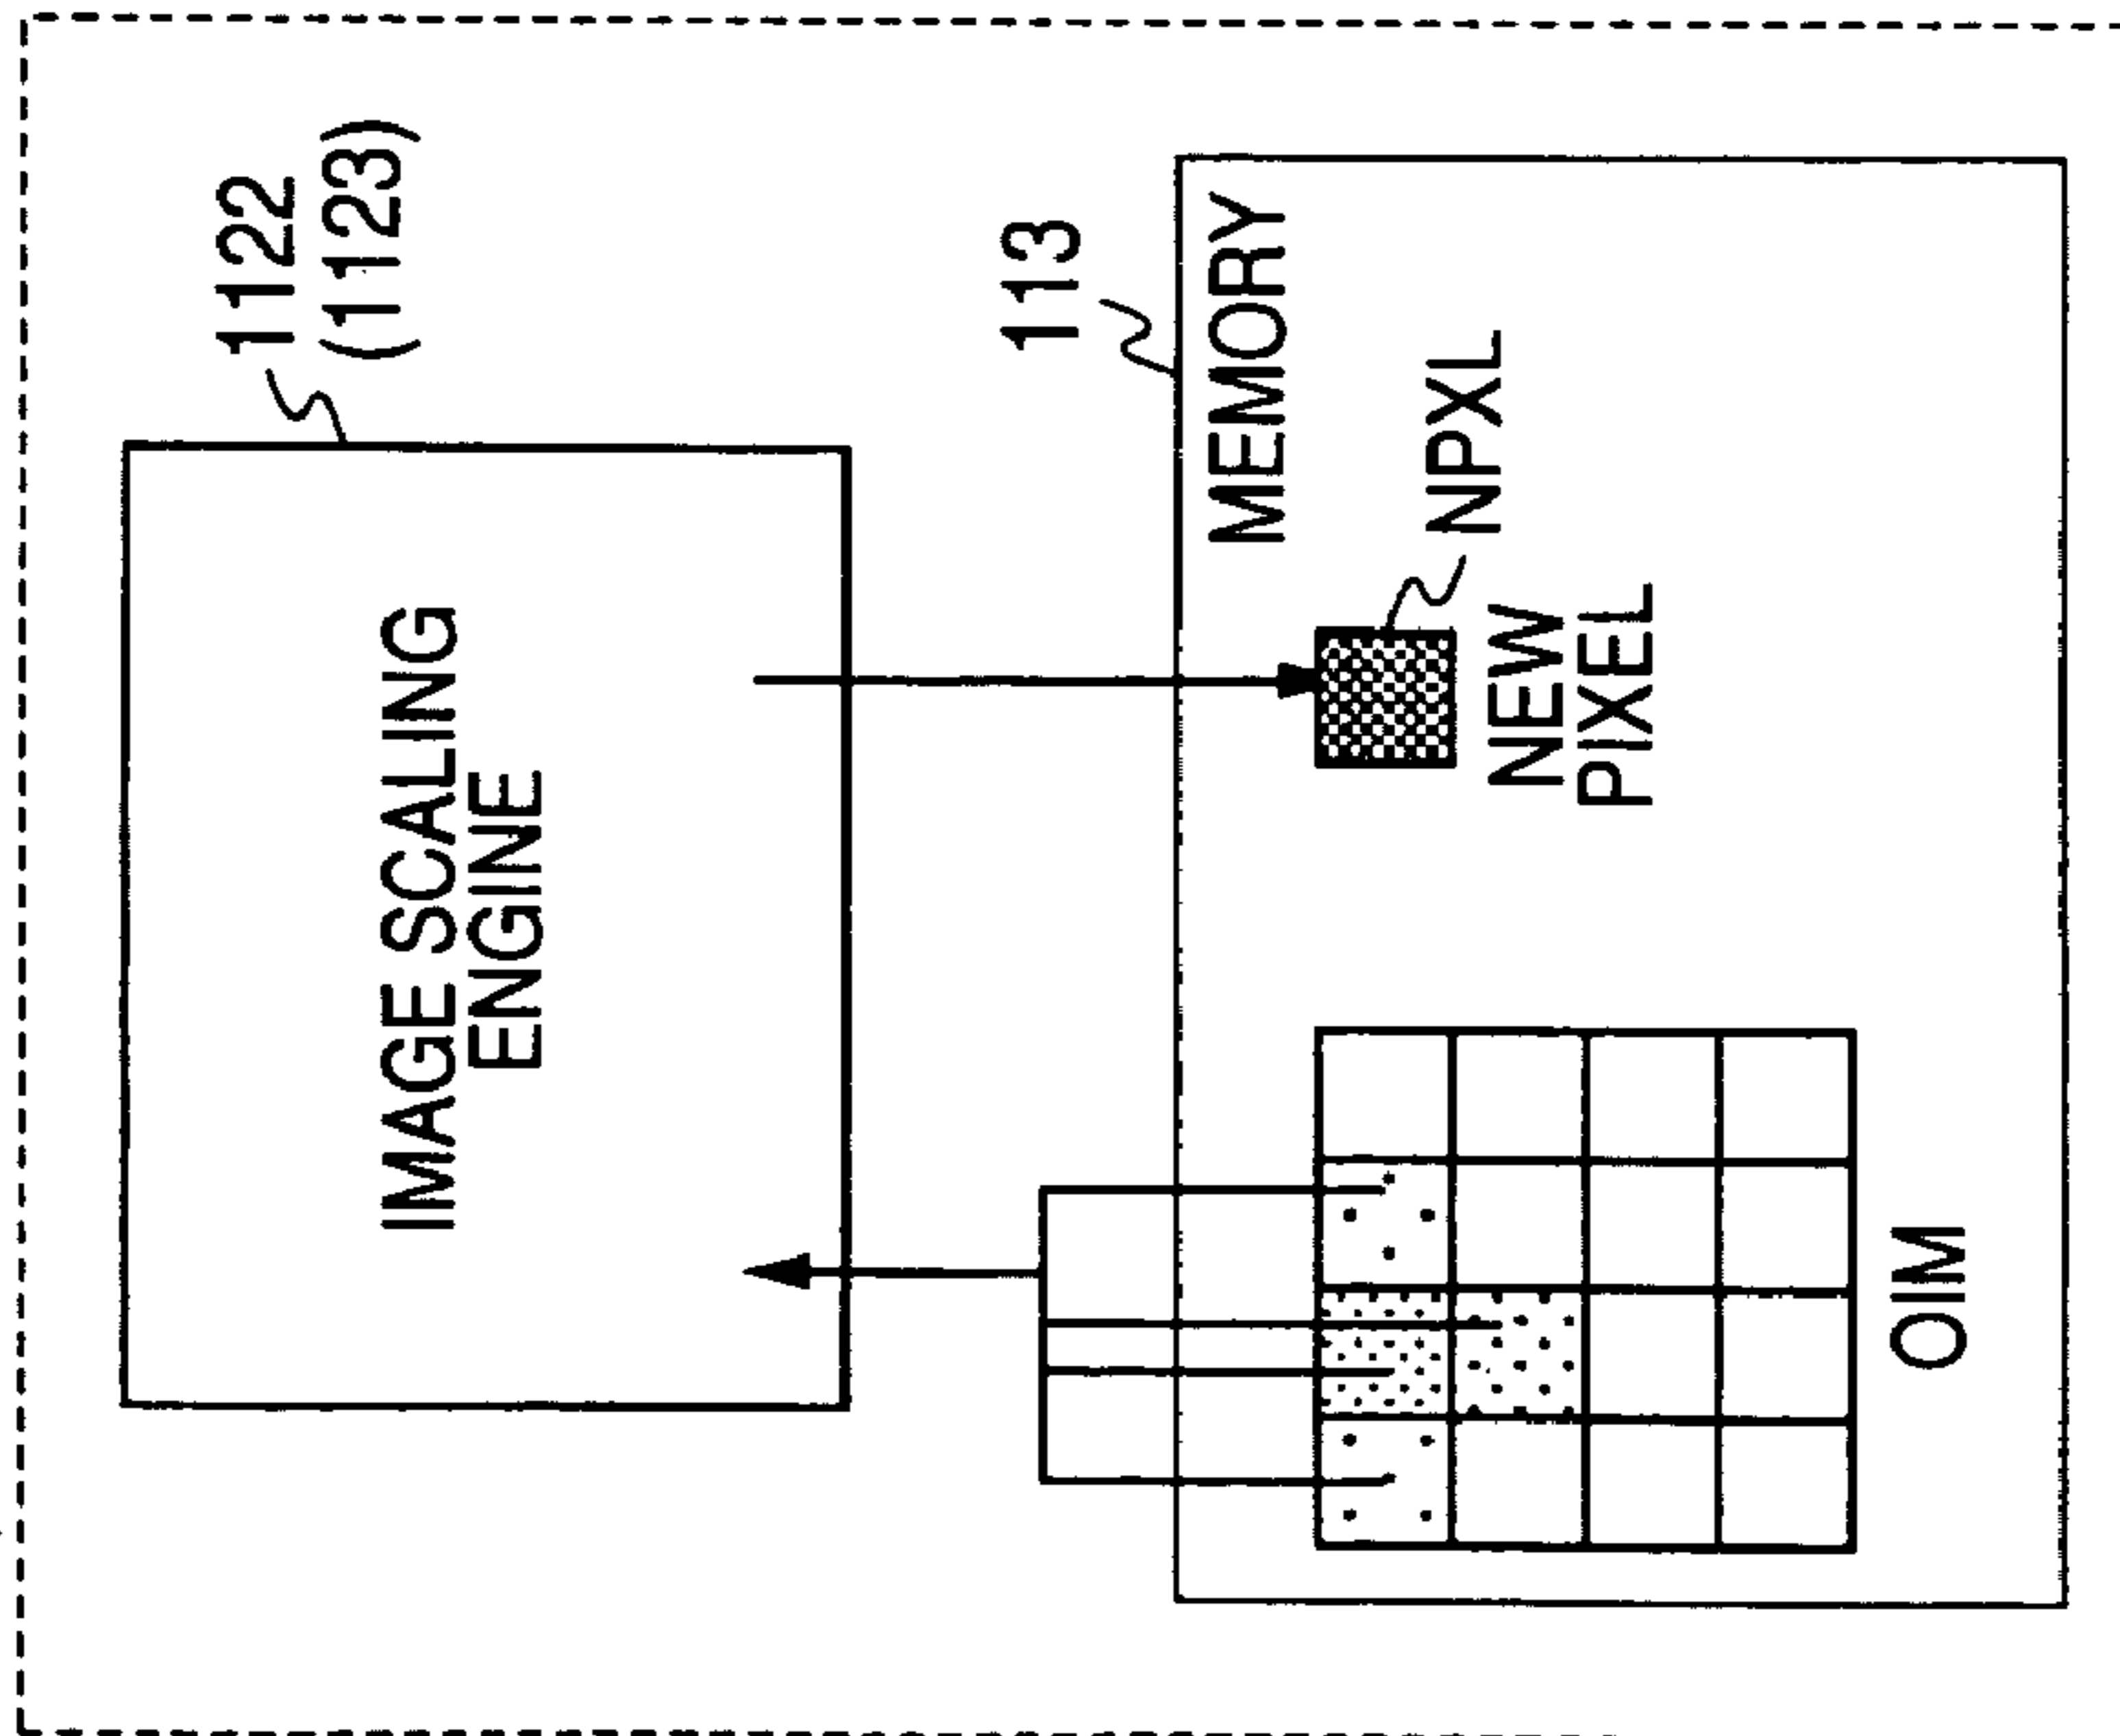 1122
(1123)
IMAGE SCALING
ENGINE
113
MEMORY
NPXL
NEW
PIXEL
OIM